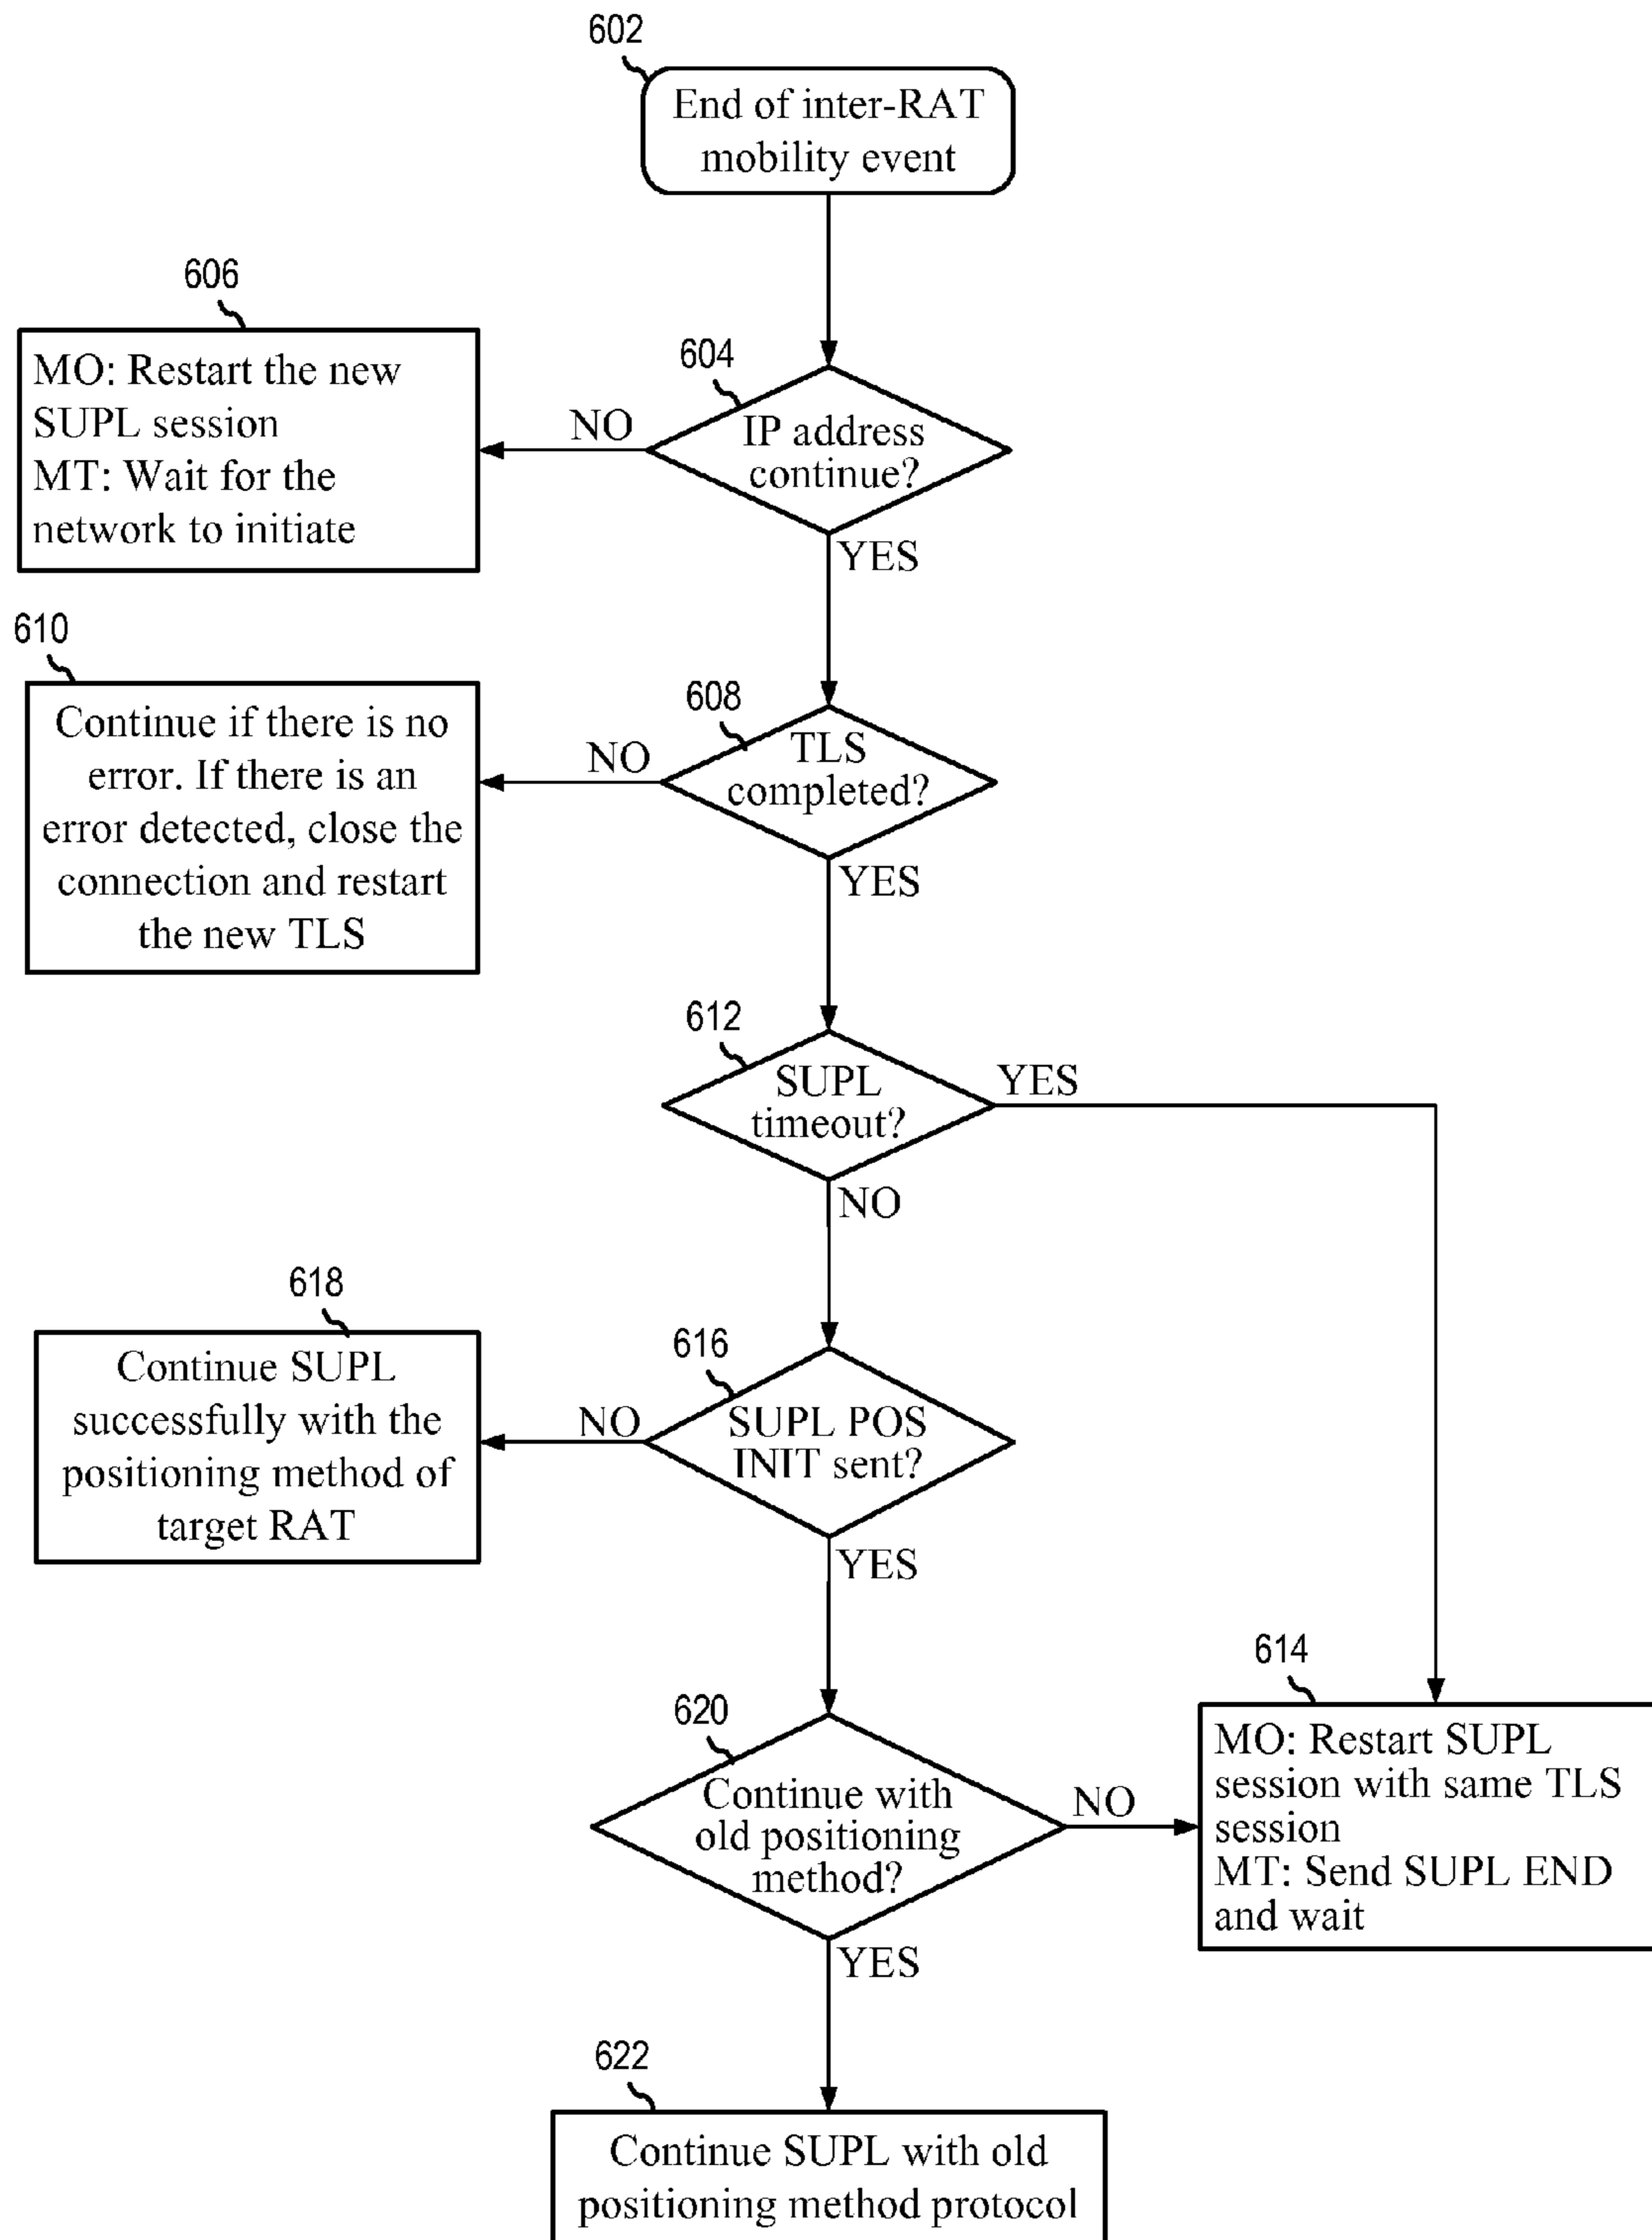 602
End of inter-RAT
mobility event
606
MO: Restart the new
SUPL session
MT: Wait for the
network to initiate
604
NO
IP address
continue?
YES
610
Continue if there is no
error. If there is an
error detected, close the
connection and restart
the new TLS
608
NO
TLS
completed?
YES
612
SUPL
timeout?
YES
NO
618
Continue SUPL
successfully with the
positioning method of
target RAT
616
NO
SUPL POS
INIT sent?
YES
614
MO: Restart SUPL
session with same TLS
session
MT: Send SUPL END
and wait
620
Continue with
old positioning
method?
NO
YES
622
Continue SUPL with old
positioning method protocol